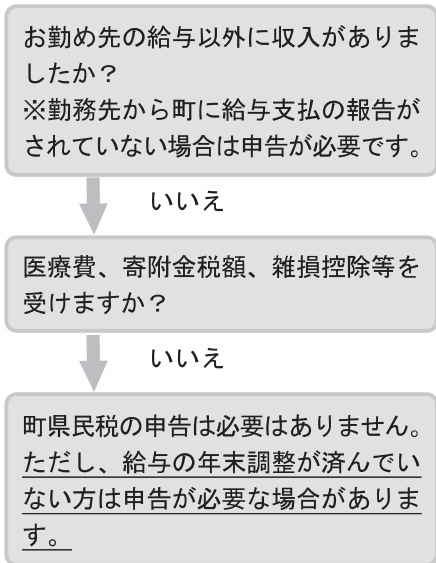 お勤め先の給与以外に収入がありま
したか？
※勤務先から町に給与支払の報告が
されていない場合は申告が必要です。
いいえ
医療費、寄附金税額、雑損控除等を
受けますか？
いいえ
町県民税の申告は必要はありません。
ただし、給与の年末調整が済んでい
ない方は申告が必要な場合がありま
す。